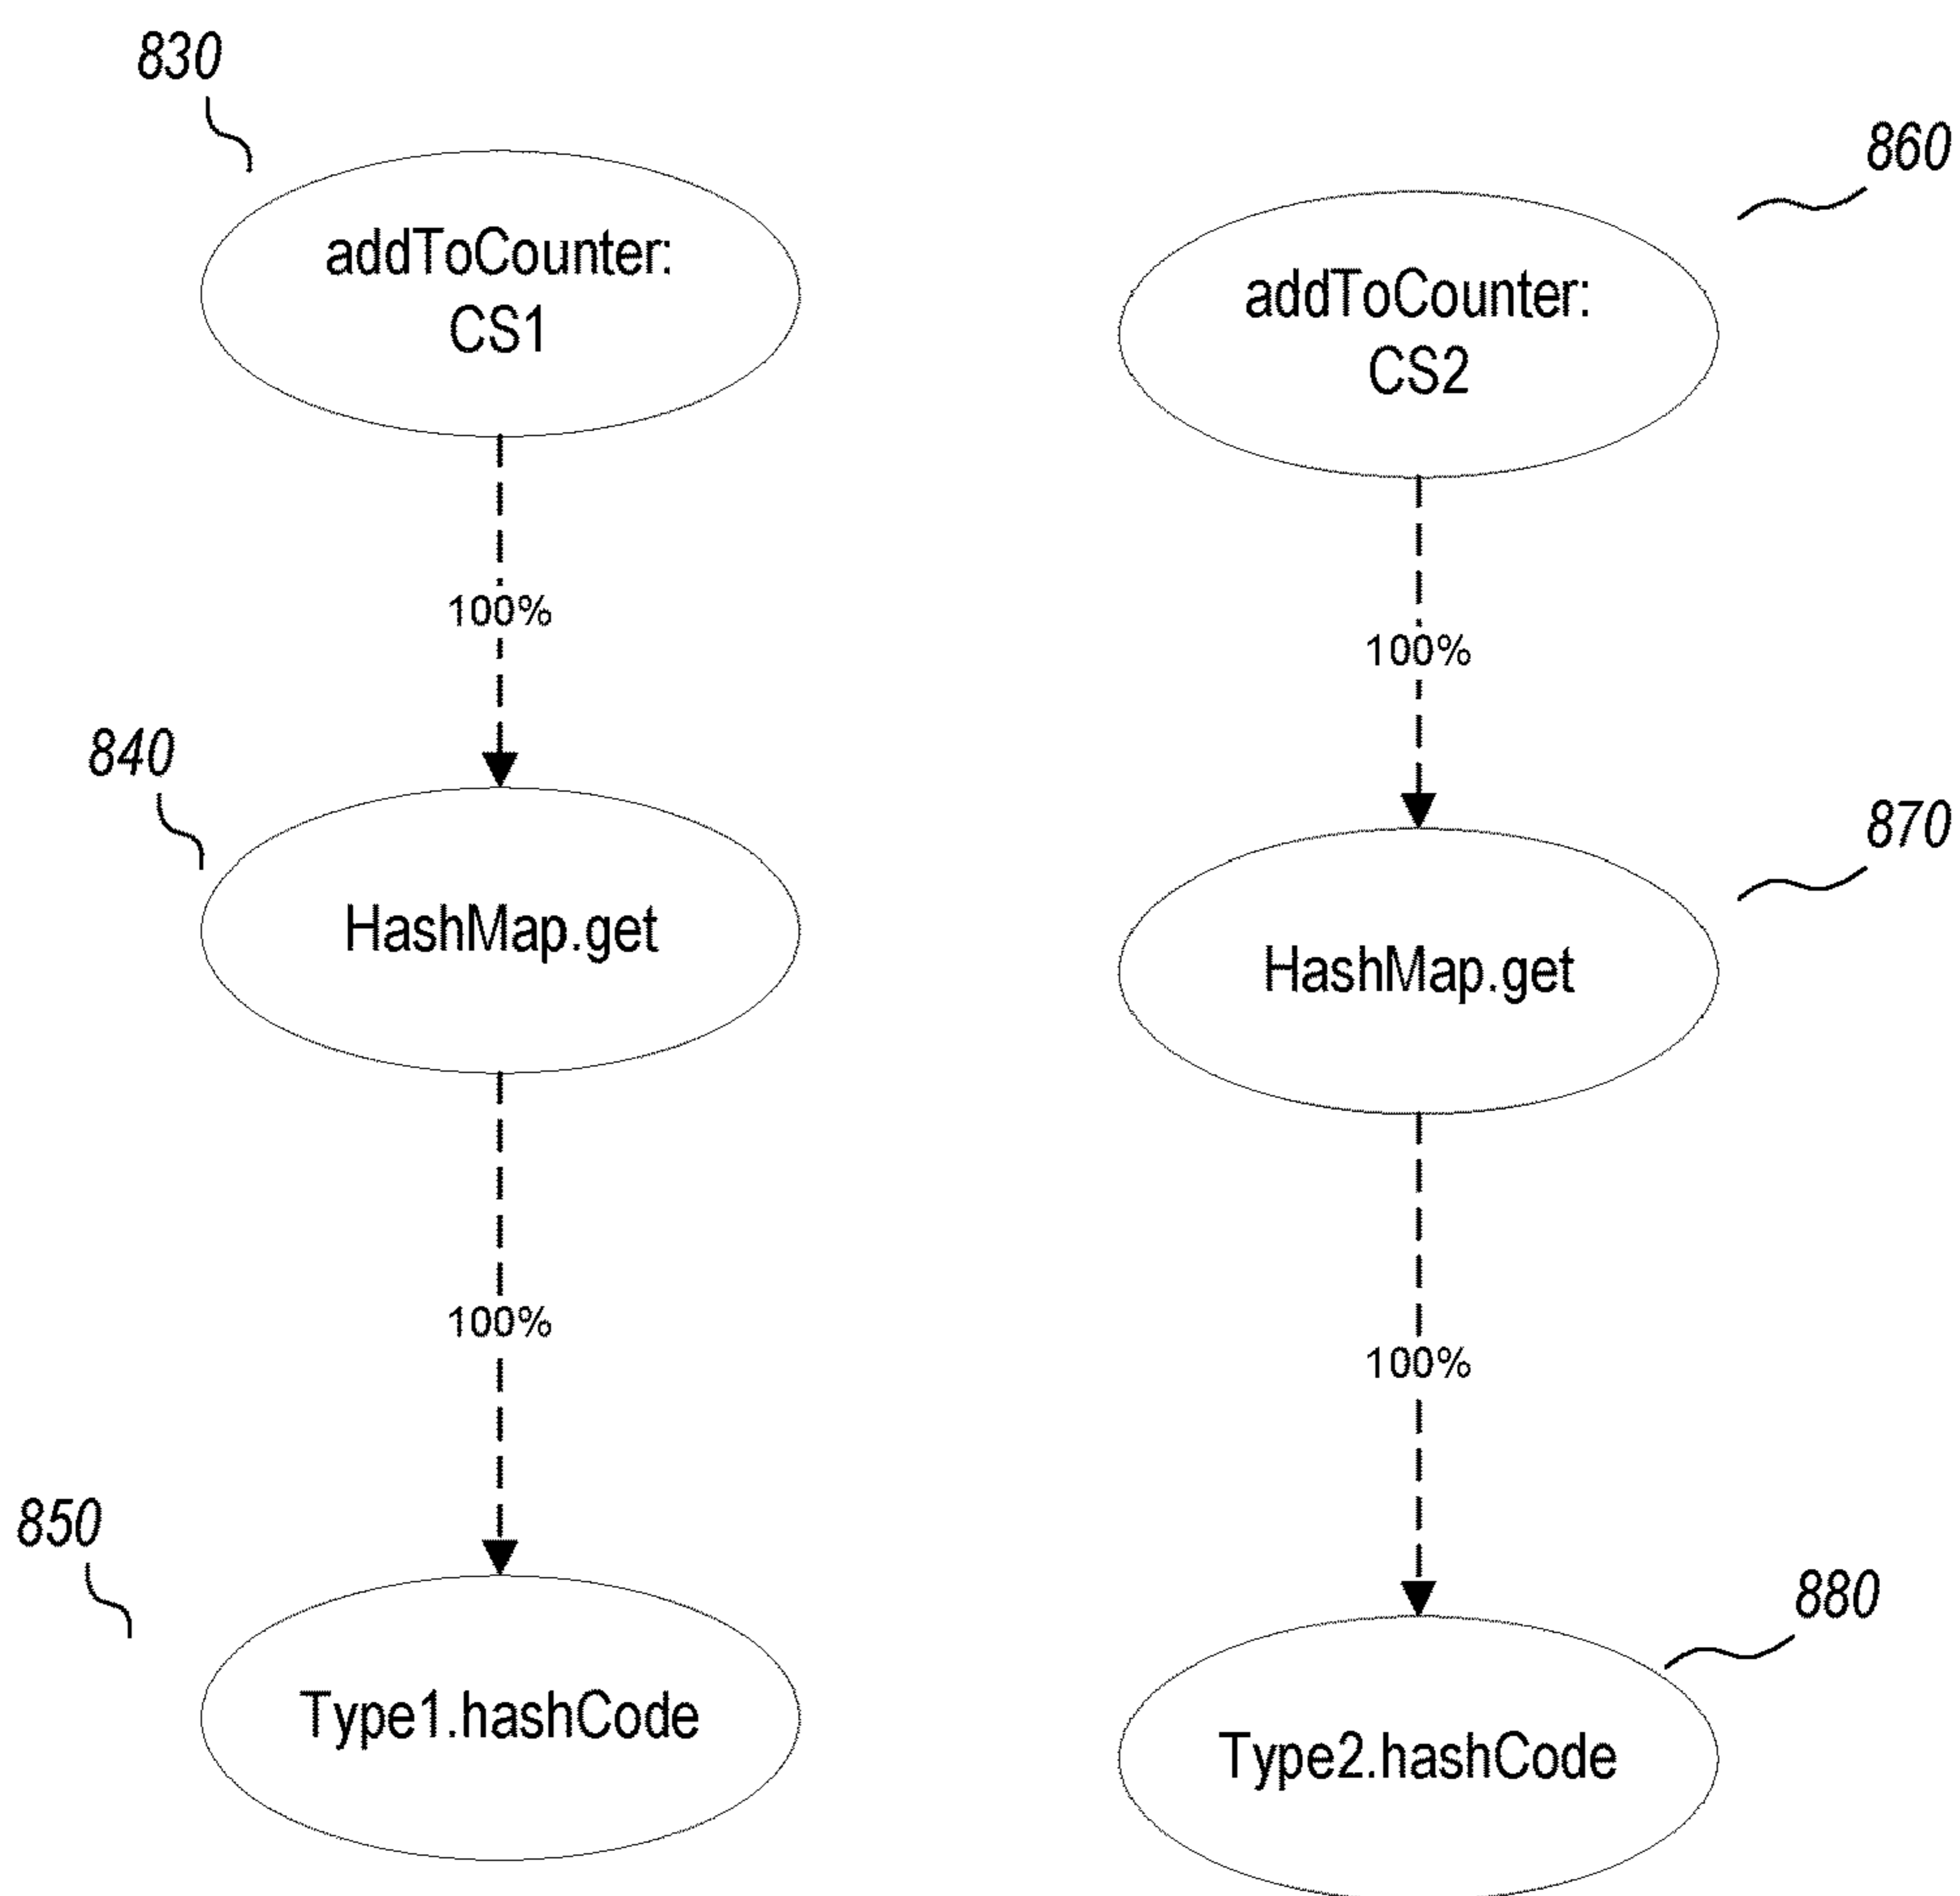 830
addToCounter:
CS1
100%
840
HashMap.get
100%
850
Type1.hashCode
860
addToCounter:
CS2
100%
870
HashMap.get
100%
880
Type2.hashCode